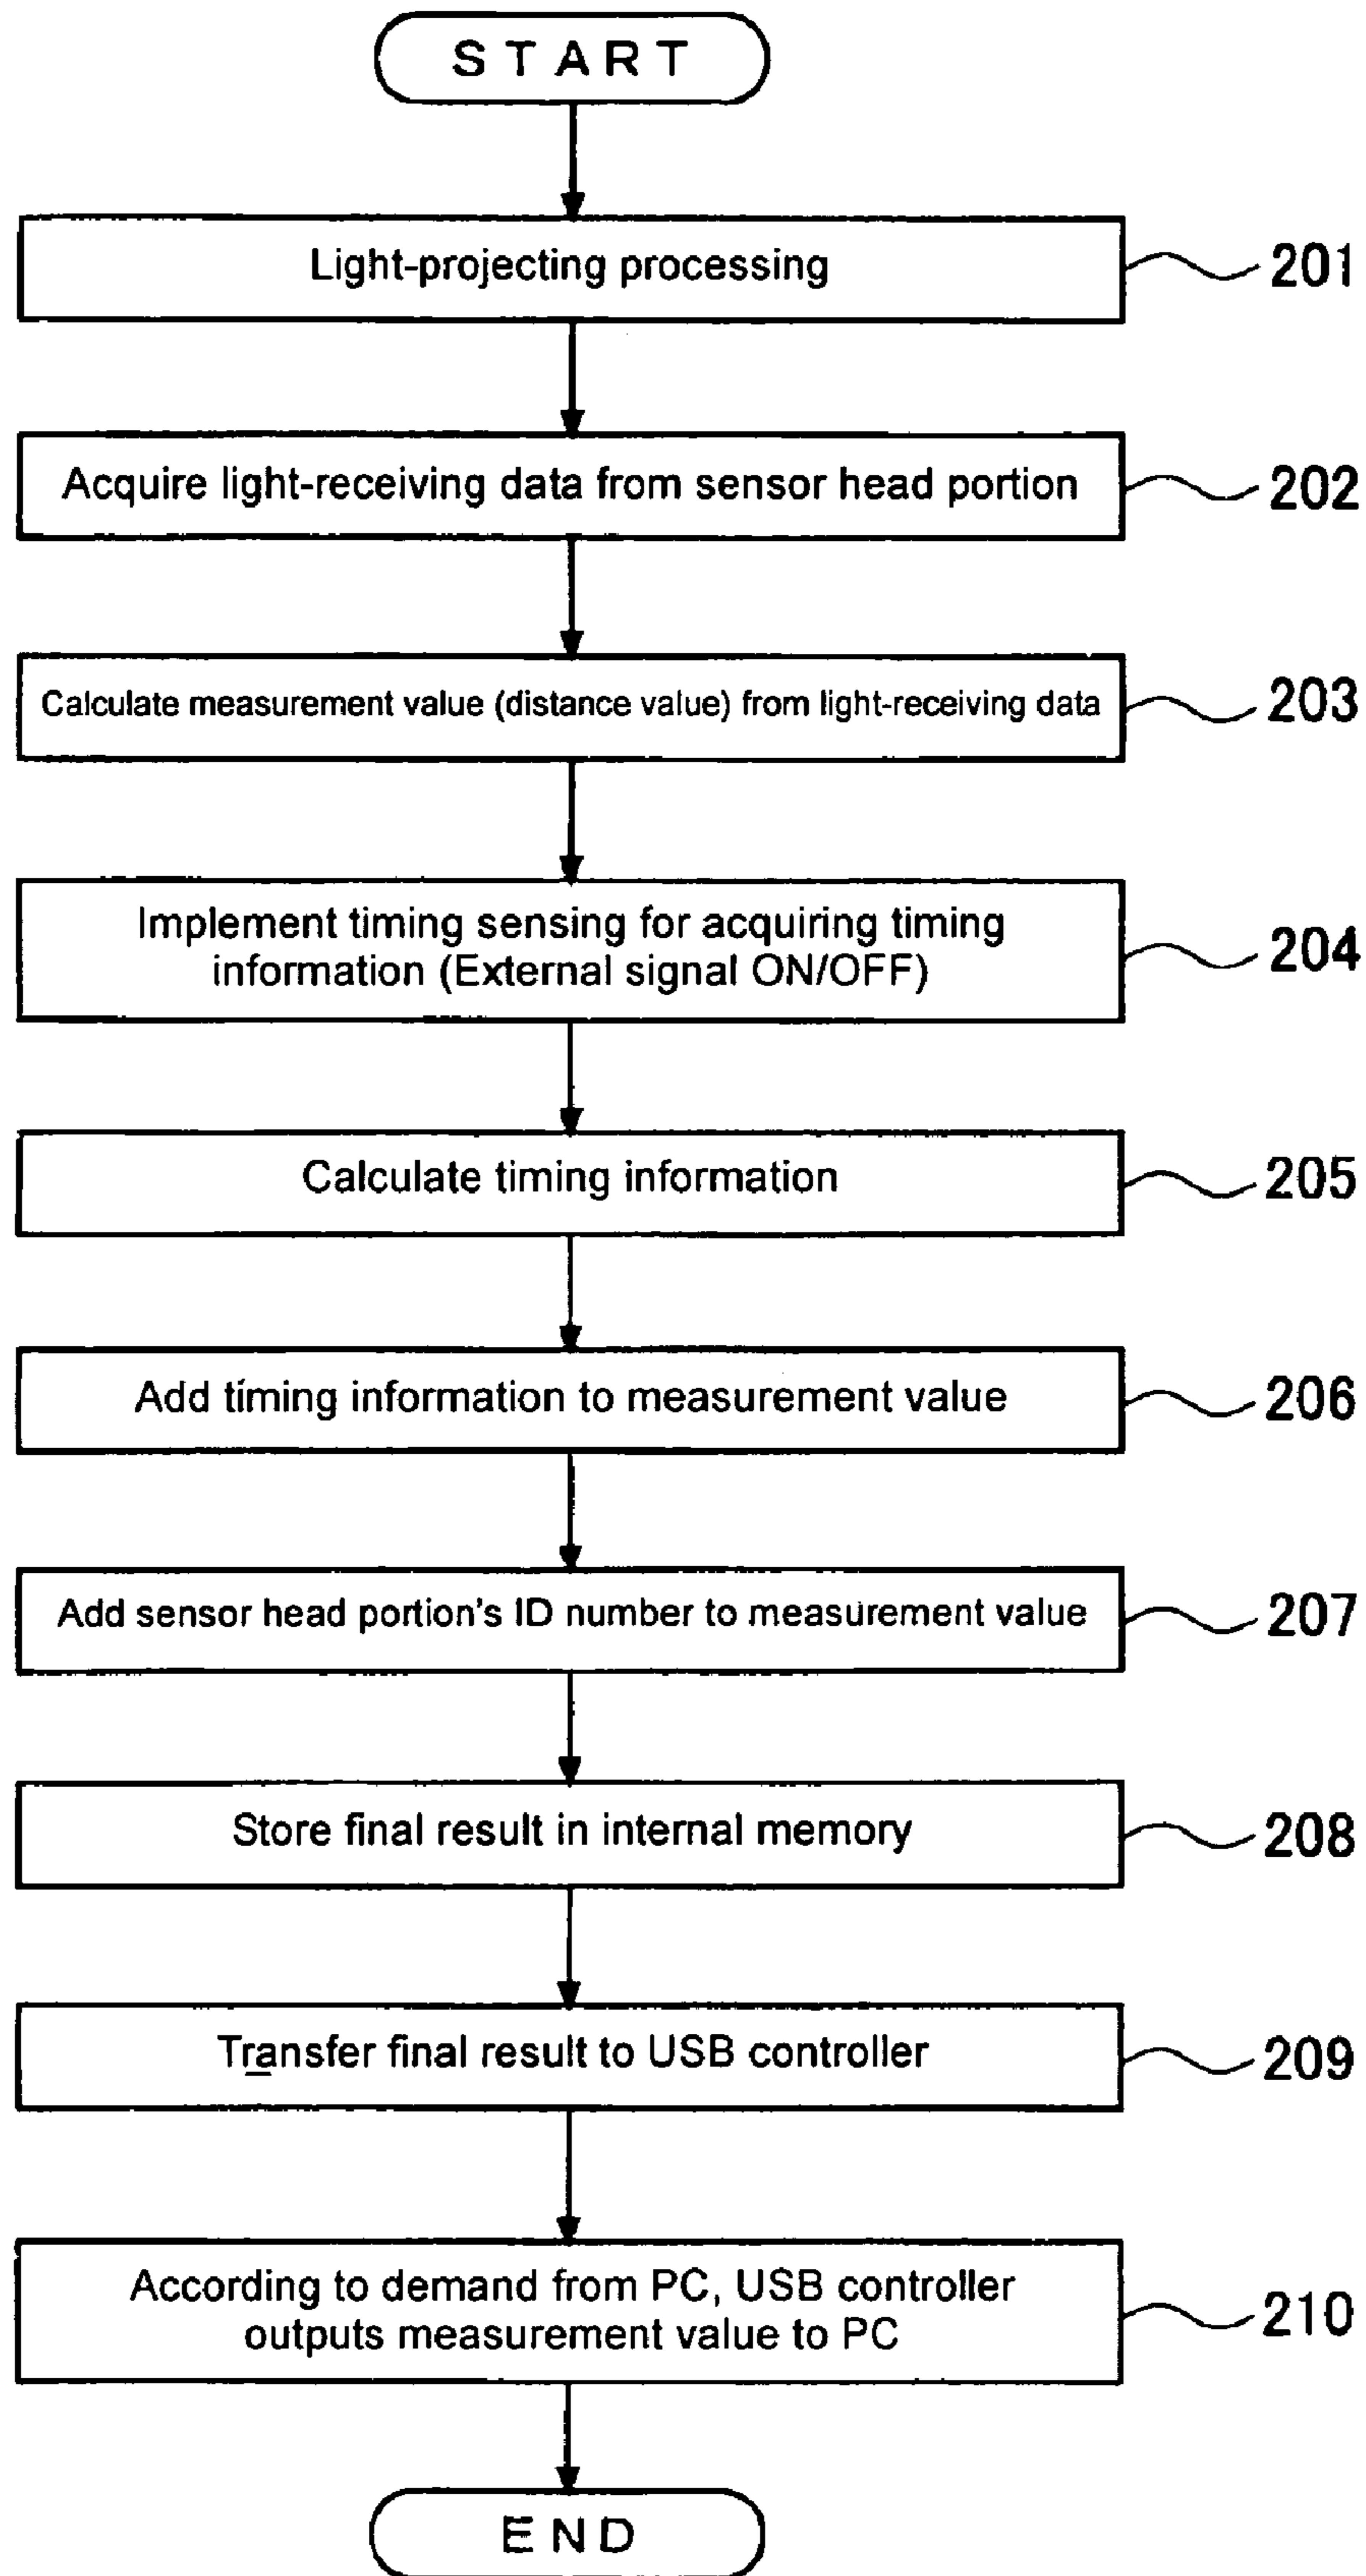 START
Light-projecting processing
201
Acquire light-receiving data from sensor head portion
202
Calculate measurement value (distance value) from light-receiving data
203
Implement timing sensing for acquiring timing
information (External signal ON/OFF)
204
Calculate timing information
205
Add timing information to measurement value
206
Add sensor head portion's ID number to measurement value
207
Store final result in internal memory
208
Transfer final result to USB controller
209
According to demand from PC, USB controller
outputs measurement value to PC
210
END